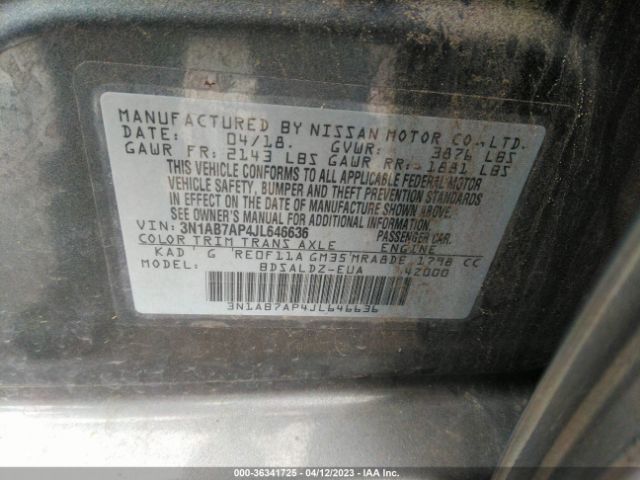 MANUFACTURED BY NISSAN MOTOR CO.,LTD.
DATE: 04/18. GVWR: 3876 LBS
GAWR FR: 2143 LBS GAWR RR: 1831 LBS
THIS VEHICLE CONFORMS TO ALL APPLICABLE FEDERAL MOTOR
VEHICLE SAFETY, BUMPER AND THEFT PREVENTION STANDARDS
IN EFFECT ON THE DATE OF MANUFACTURE SHOWN ABOVE.
SEE OWNER'S MANUAL FOR ADDITIONAL INFORMATION.
VIN: 3N1AB7AP4JL646636 PASSENGER CAR.
COLOR TRIM TRANS AXLE ENGINE
KAD G RE0F11A GM35 MRA8DE 1798 CC
MODEL: BDSALDZ-EUA 42000
3N1AB7AP4JL646636
000-36341725 - 04/12/2023 - IAA Inc.